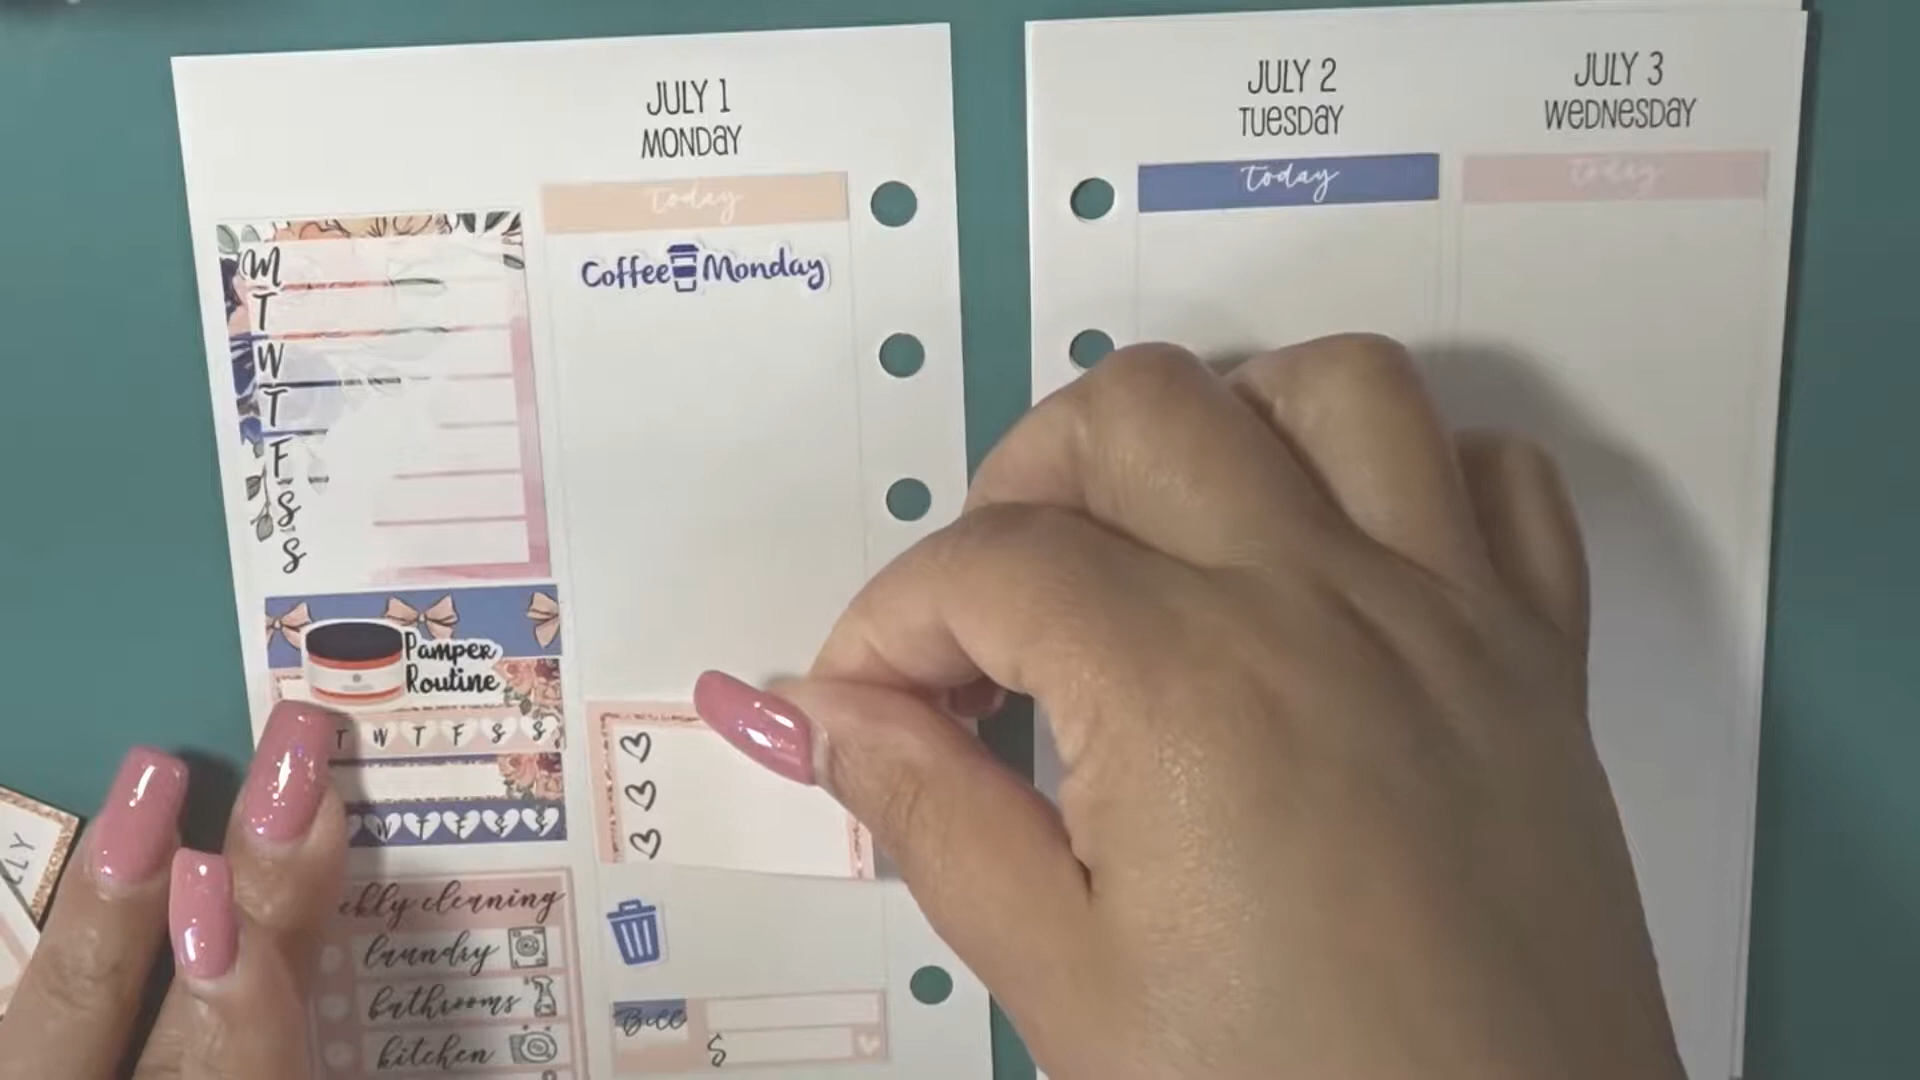 JULY 1
MONDAY
today
Coffee Monday
M
T
W
T
F
S
S
Pamper
Routine
T W T F S S
W T F S S
cleaning
laundry
bathrooms
kitchen
Bill
$
JULY 2
TUESDAY
today
JULY 3
WEDNESDAY
today